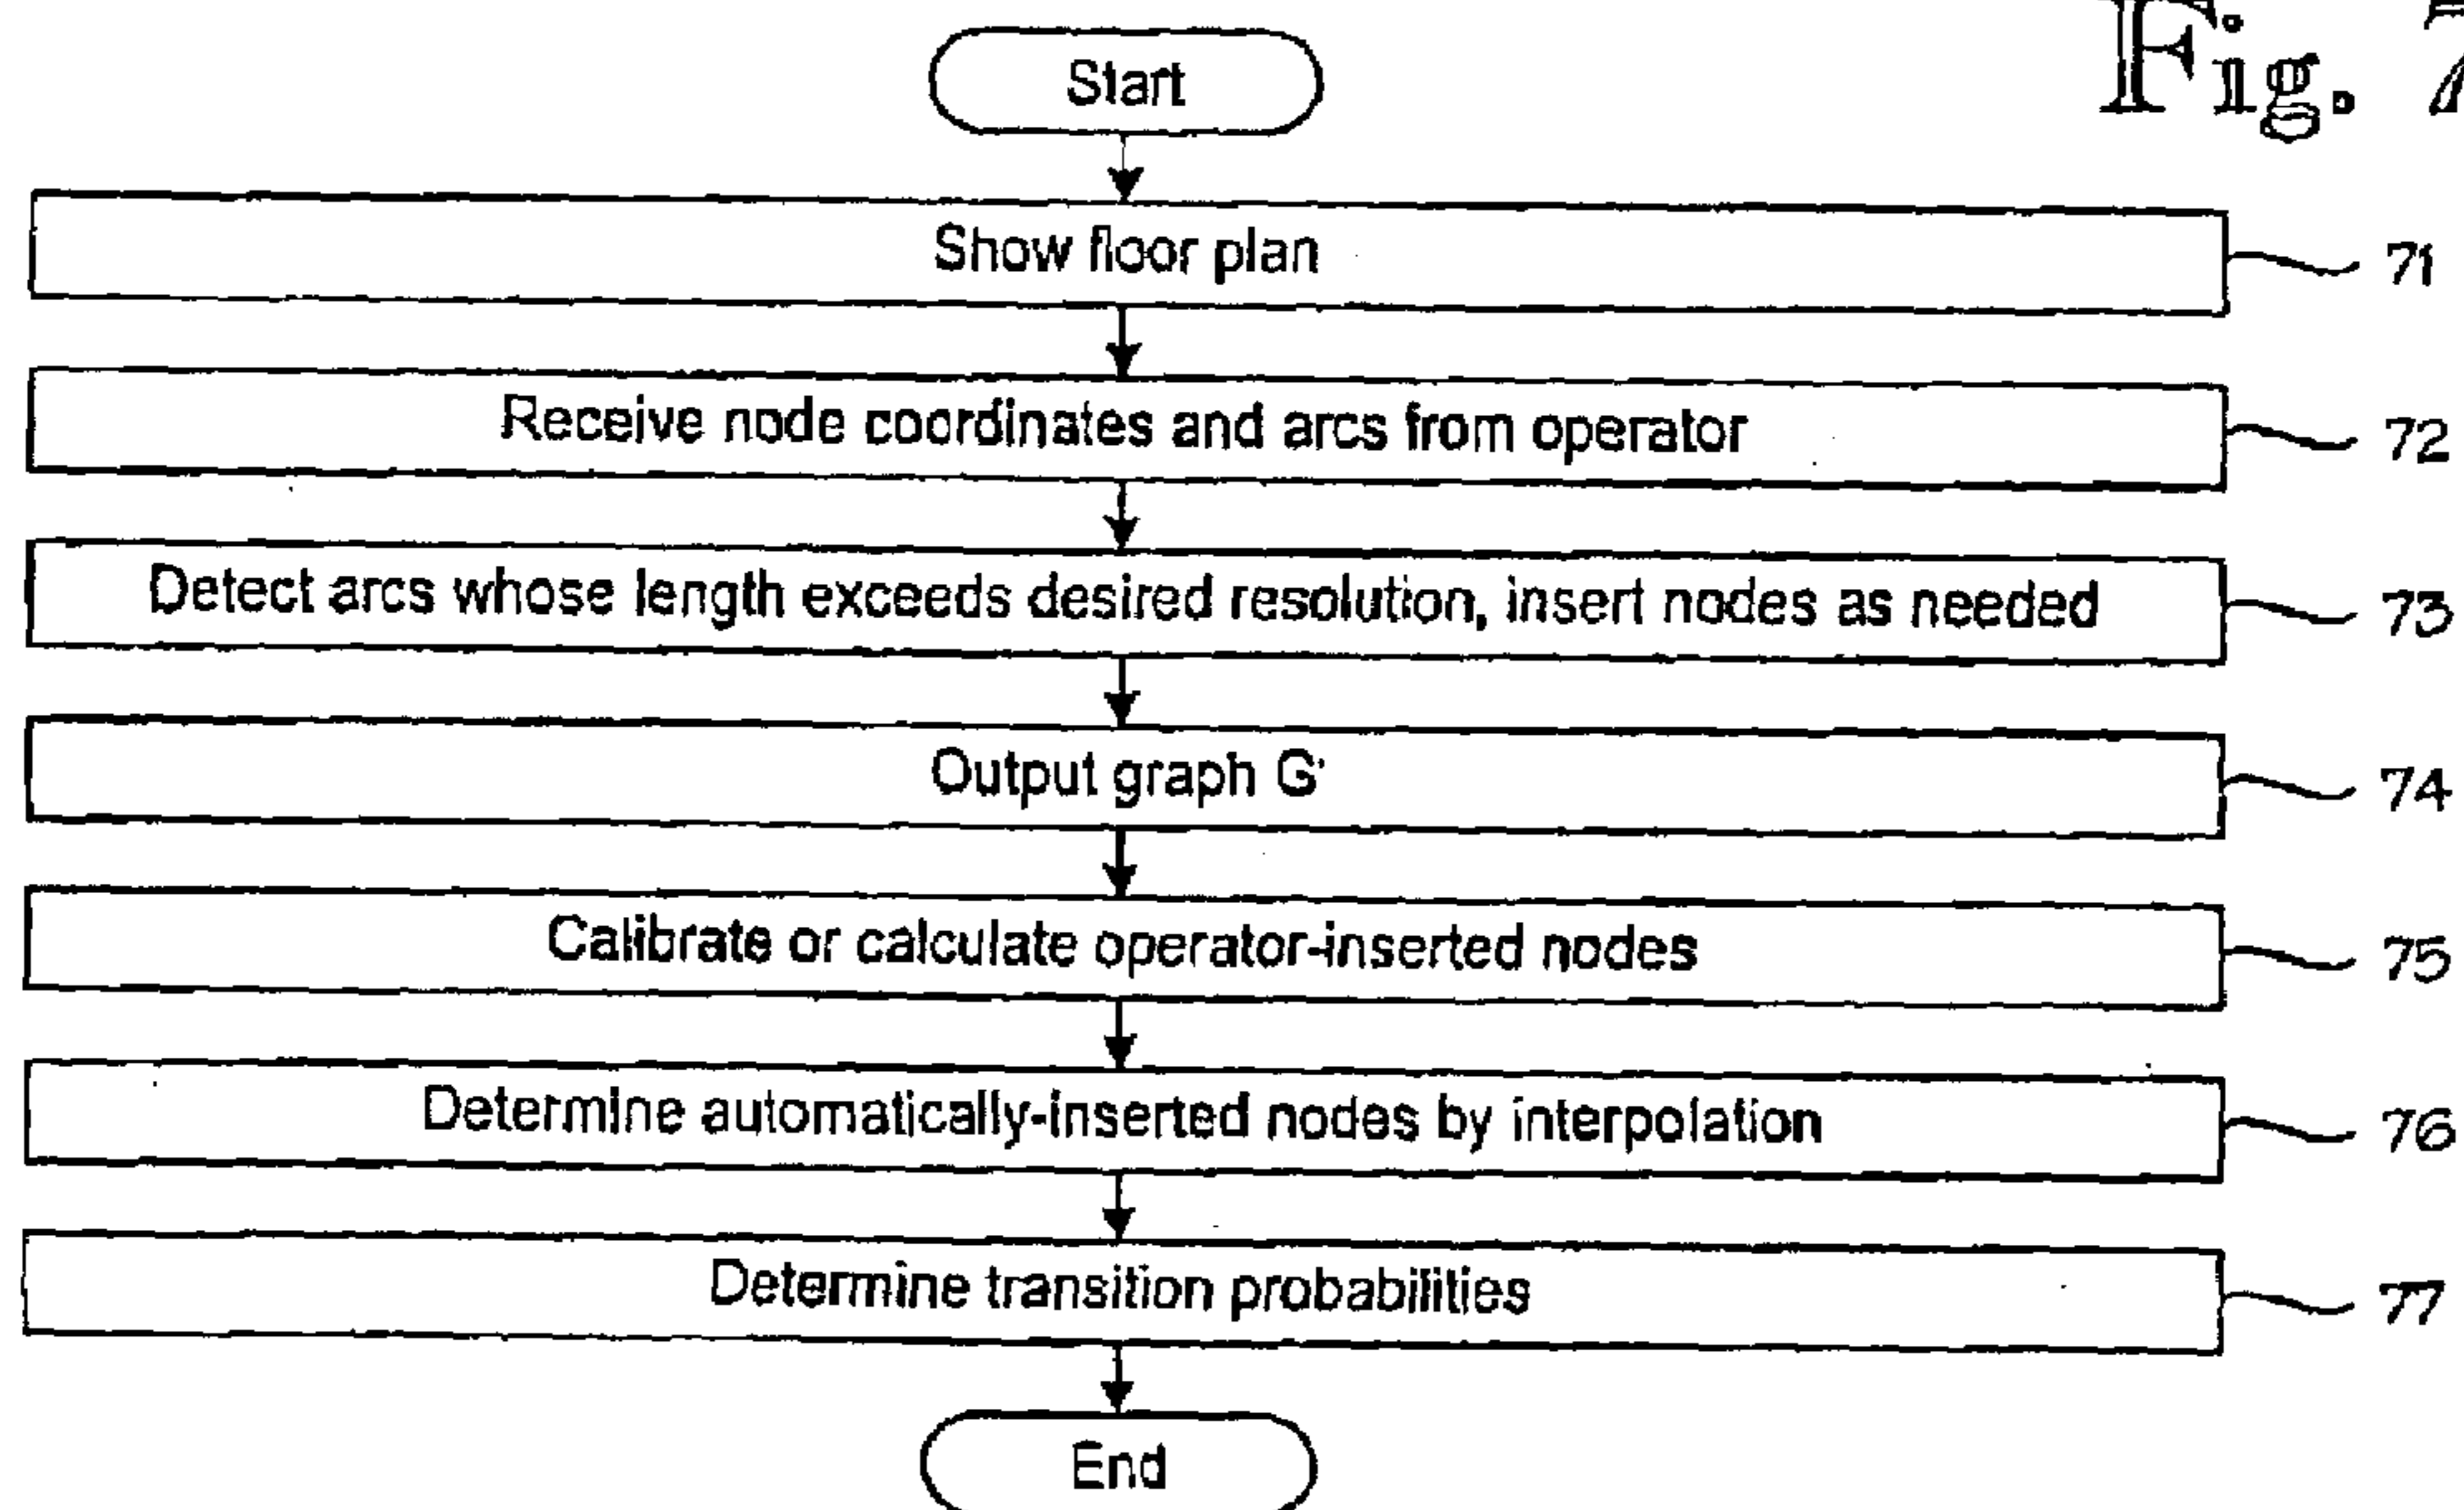 Fig. 7
Start
Show floor plan 71
Receive node coordinates and arcs from operator 72
Detect arcs whose length exceeds desired resolution, insert nodes as needed 73
Output graph G' 74
Calibrate or calculate operator-inserted nodes 75
Determine automatically-inserted nodes by interpolation 76
Determine transition probabilities 77
End